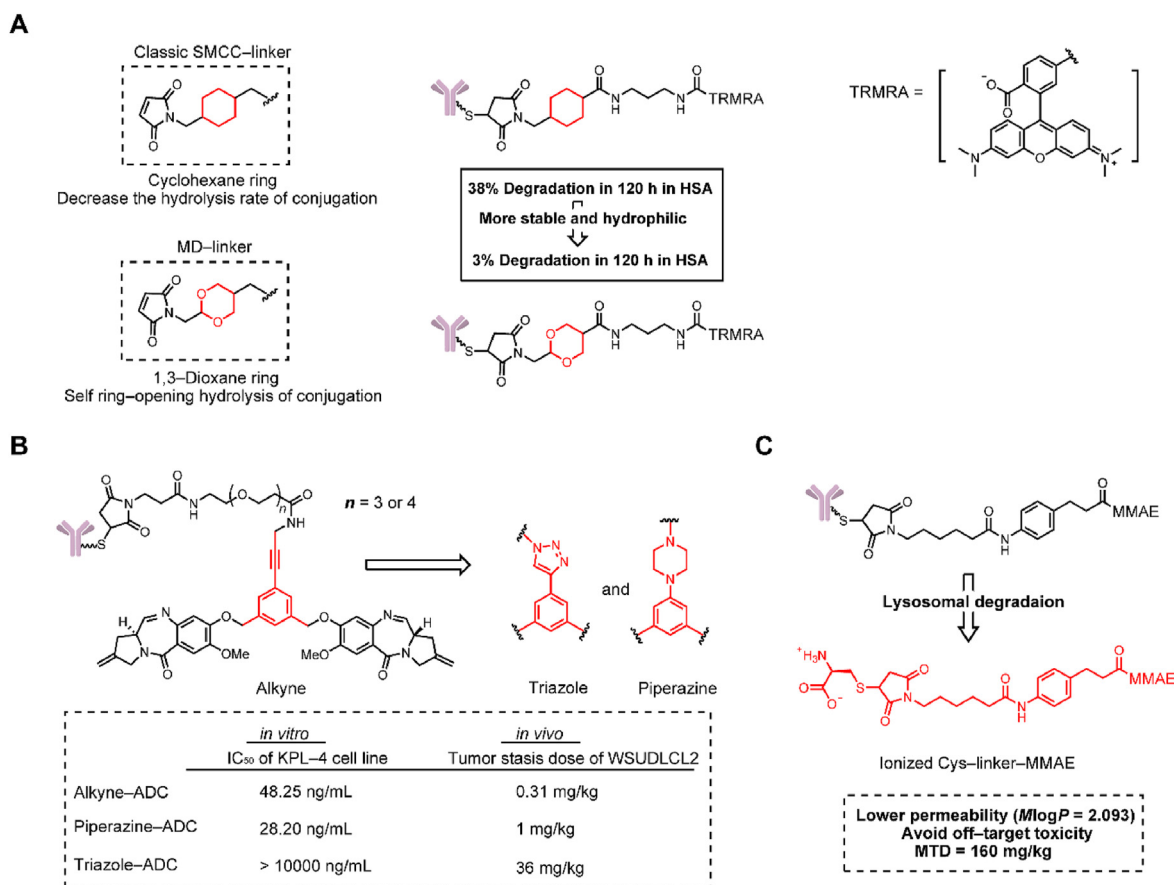 A
Classic SMCC–linker
O
N
O
Cyclohexane ring
Decrease the hydrolysis rate of conjugation
MD–linker
O
N
O
O
O
1,3–Dioxane ring
Self ring–opening hydrolysis of conjugation
S
O
N
O
O
N
H
N
H
O
TRMRA
38% Degradation in 120 h in HSA
More stable and hydrophilic
3% Degradation in 120 h in HSA
S
O
N
O
O
O
O
N
H
N
H
O
TRMRA
TRMRA =
-O
O
N
O
N+
B
O
N
O
S
O
N
H
O
n
O
NH
n = 3 or 4
H
N
N
O
OMe
O
O
MeO
N
H
N
O
Alkyne
N
N
N
Triazole
and
N
N
Piperazine
in vitro
in vivo
IC50 of KPL–4 cell line
Tumor stasis dose of WSUDLCL2
Alkyne–ADC 48.25 ng/mL 0.31 mg/kg
Piperazine–ADC 28.20 ng/mL 1 mg/kg
Triazole–ADC > 10000 ng/mL 36 mg/kg
C
S
O
N
O
O
N
H
O
MMAE
Lysosomal degradaion
+H3N
O
O-
S
O
N
O
O
N
H
O
MMAE
Ionized Cys–linker–MMAE
Lower permeability (MlogP = 2.093)
Avoid off–target toxicity
MTD = 160 mg/kg